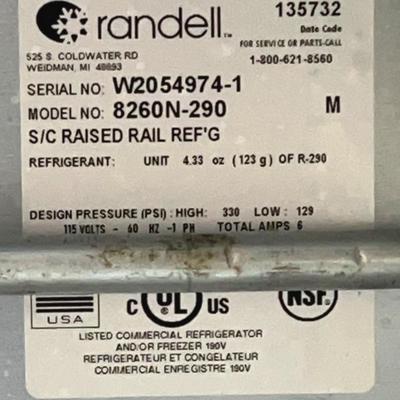 randell™
135732
Date Code
525 S. COLDWATER RD
WEIDMAN, MI 48893
FOR SERVICE OR PARTS-CALL
1-800-621-8560
SERIAL NO: W2054974-1
MODEL NO: 8260N-290 M
S/C RAISED RAIL REF'G
REFRIGERANT: UNIT 4.33 oz (123 g) OF R-290
DESIGN PRESSURE (PSI): HIGH: 330 LOW: 129
115 VOLTS - 60 HZ -1 PH TOTAL AMPS 6
USA
C UL US
NSF
LISTED COMMERCIAL REFRIGERATOR
AND/OR FREEZER 190V
REFRIGERATEUR ET CONGELATEUR
COMMERCIAL ENREGISTRE 190V